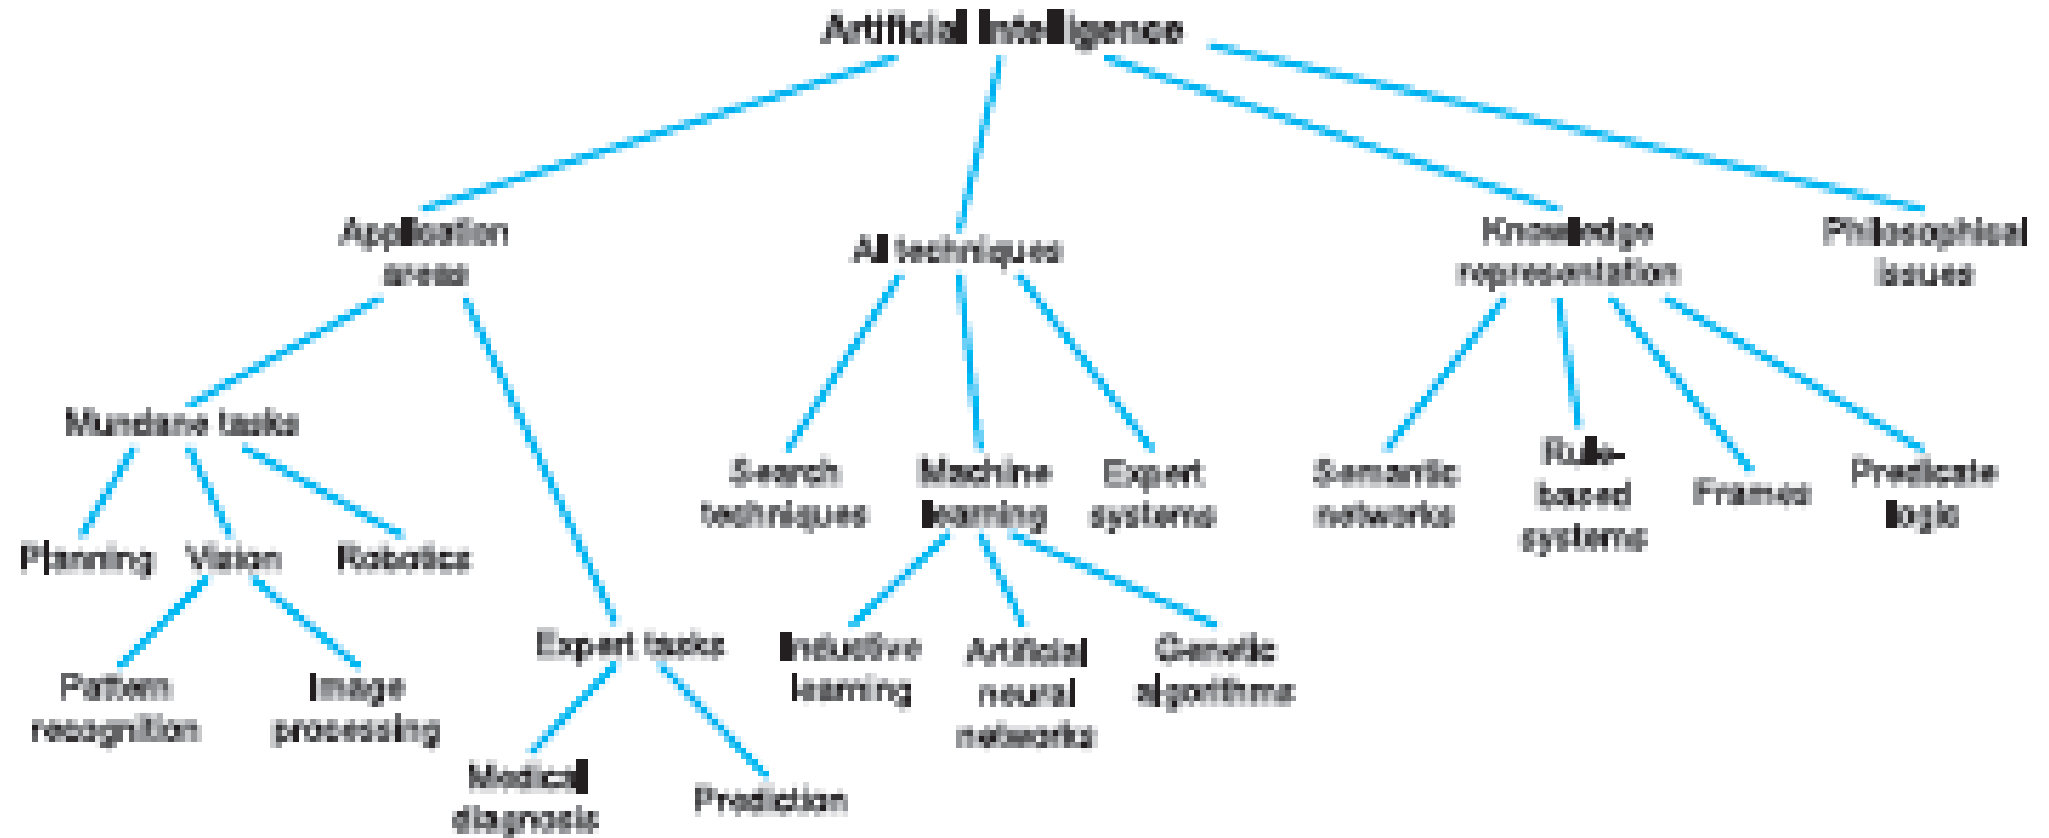 Artificial Intelligence
Application
areas
AI techniques
Knowledge
representation
Philosophical
issues
Mundane tasks
Search
techniques
Machine
learning
Expert
systems
Semantic
networks
Rule-
based
systems
Frames
Predicate
logic
Planning
Vision
Robotics
Expert tasks
Inductive
learning
Artificial
neural
networks
Genetic
algorithms
Pattern
recognition
Image
processing
Medical
diagnosis
Prediction